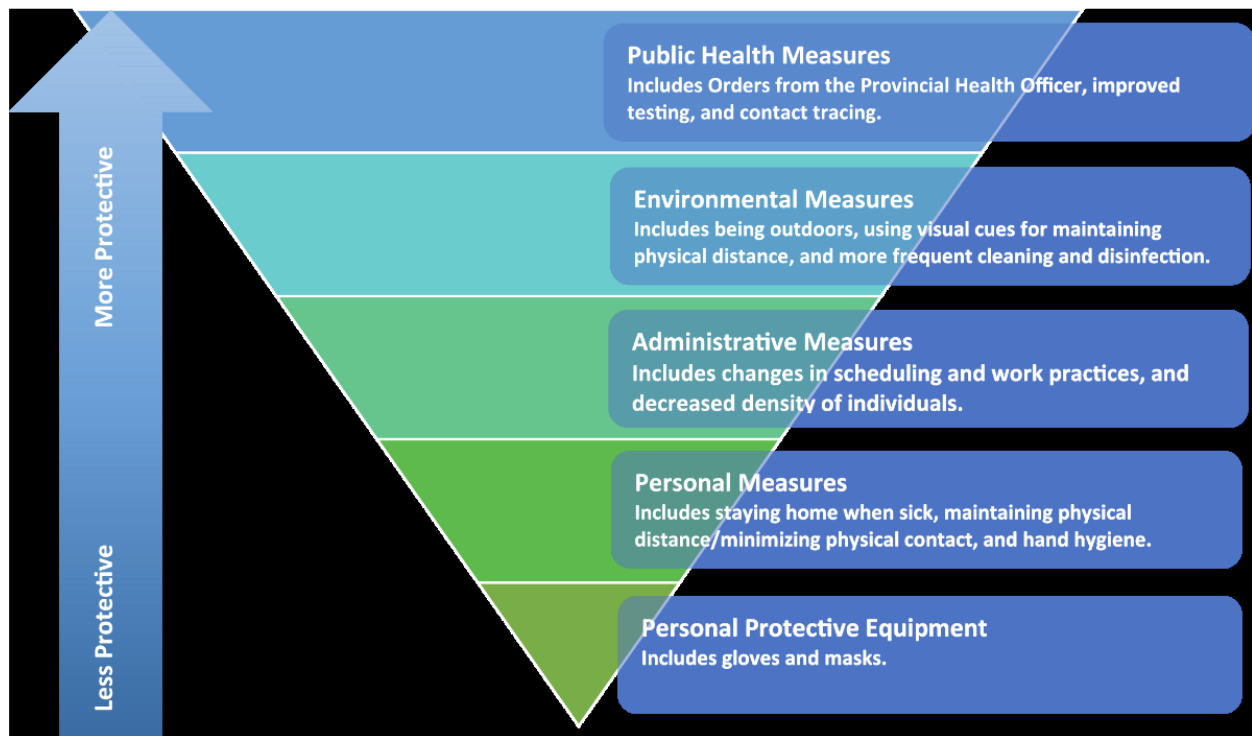 More Protective
Less Protective
Public Health Measures
Includes Orders from the Provincial Health Officer, improved
testing, and contact tracing.
Environmental Measures
Includes being outdoors, using visual cues for maintaining
physical distance, and more frequent cleaning and disinfection.
Administrative Measures
Includes changes in scheduling and work practices, and
decreased density of individuals.
Personal Measures
Includes staying home when sick, maintaining physical
distance/minimizing physical contact, and hand hygiene.
Personal Protective Equipment
Includes gloves and masks.